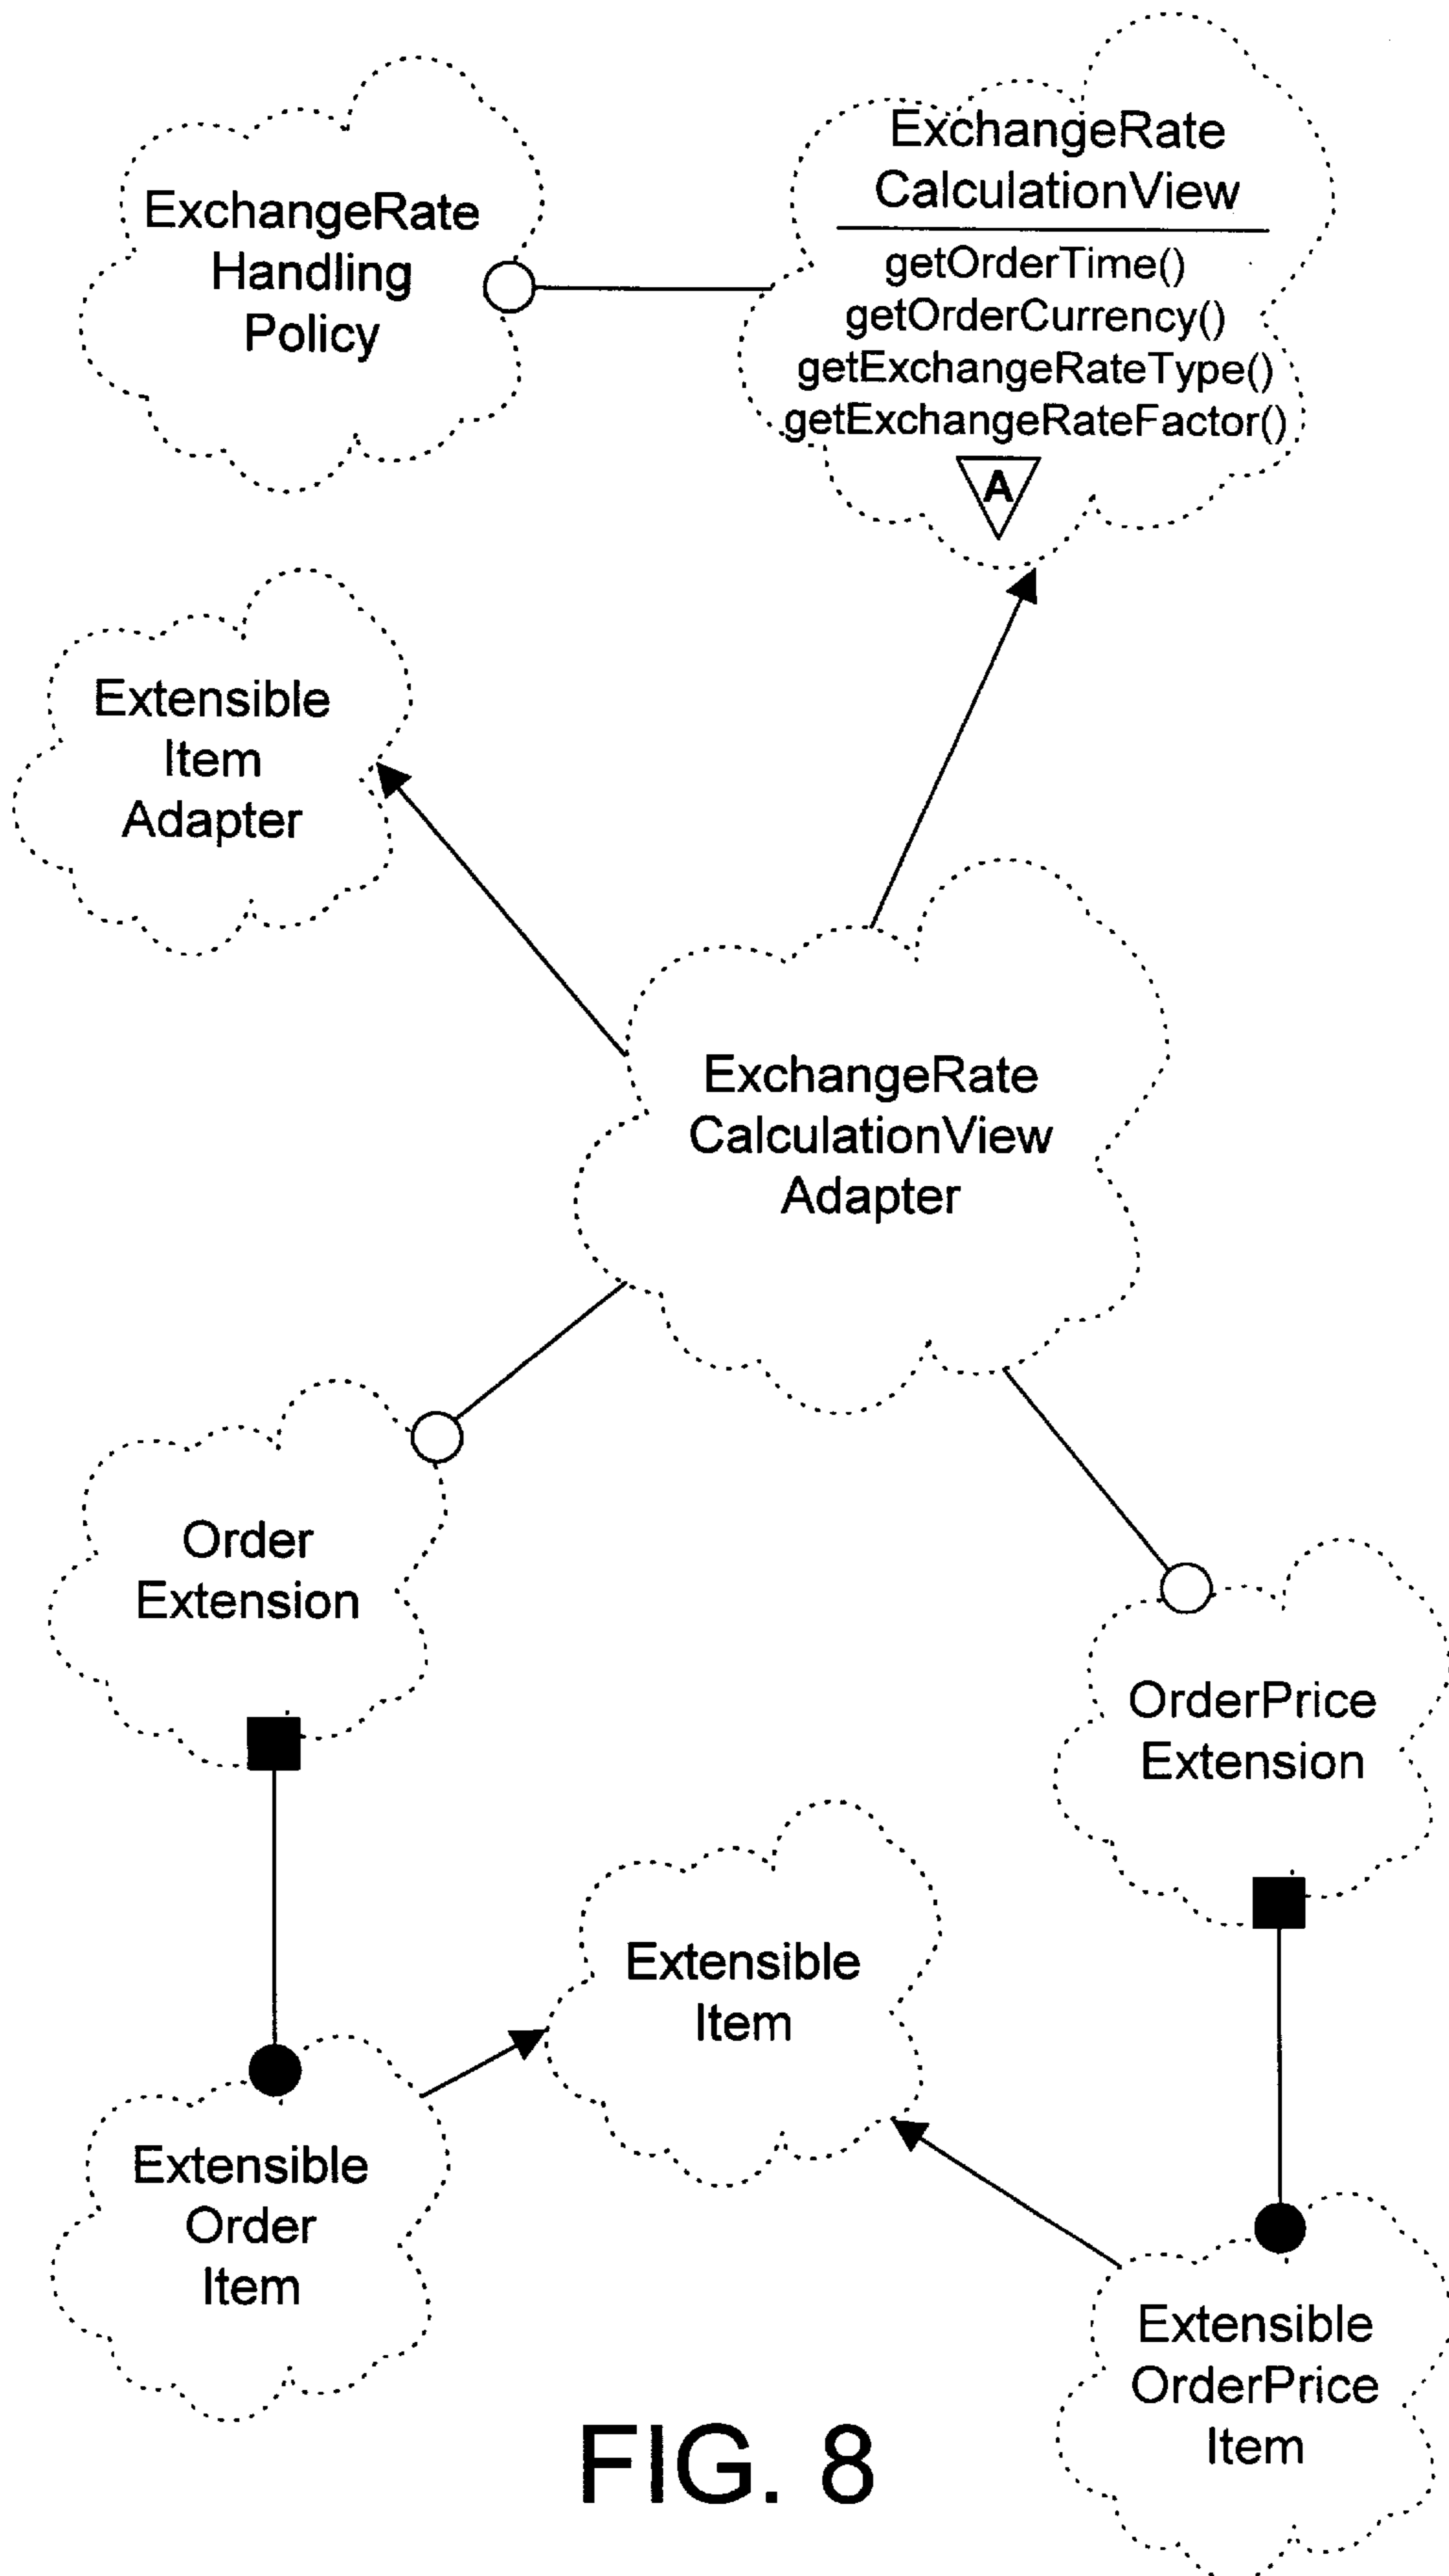 ExchangeRate
Handling
Policy
ExchangeRate
CalculationView
getOrderTime()
getOrderCurrency()
getExchangeRateType()
getExchangeRateFactor()
A
Extensible
Item
Adapter
ExchangeRate
CalculationView
Adapter
Order
Extension
OrderPrice
Extension
Extensible
Item
Extensible
Order
Item
Extensible
OrderPrice
Item
FIG. 8